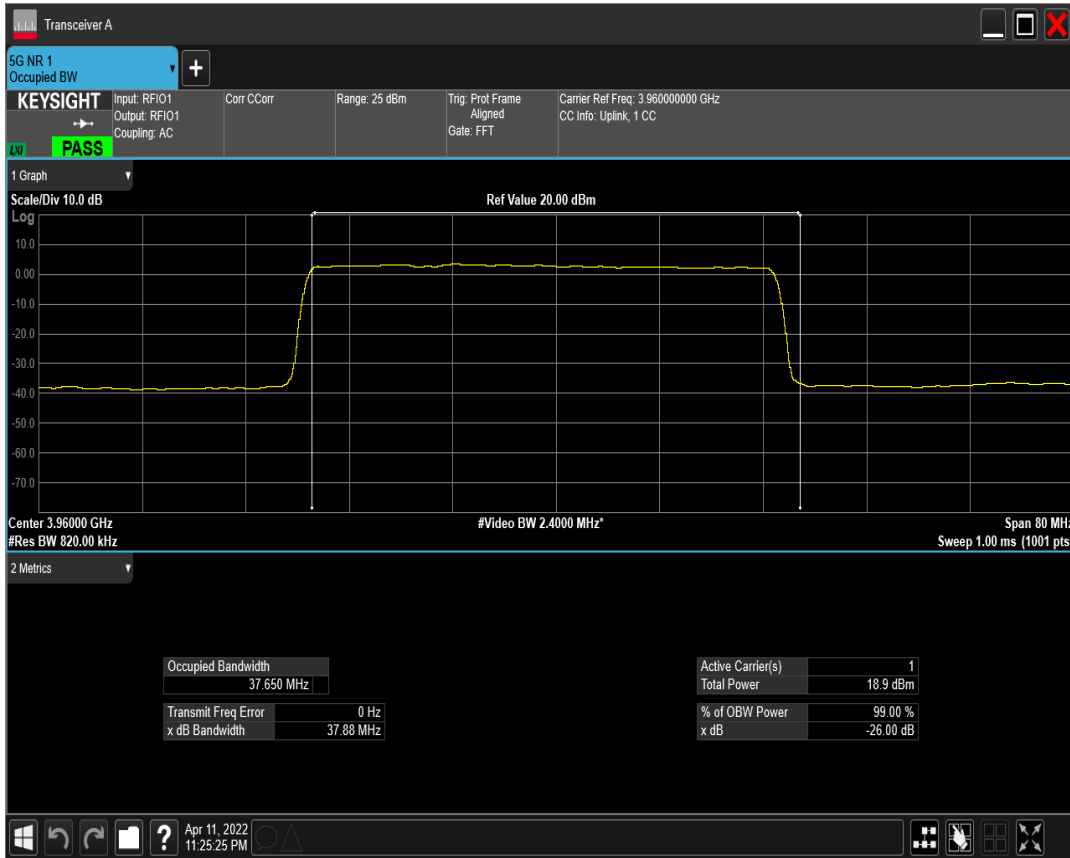 Transceiver A
5G NR 1
Occupied BW
+
KEYSIGHT
LXI
PASS
Input: RFIO1
Output: RFIO1
Coupling: AC
Corr CCorr
Range: 25 dBm
Trig: Prot Frame
Aligned
Gate: FFT
Carrier Ref Freq: 3.960000000 GHz
CC Info: Uplink, 1 CC
1 Graph
Scale/Div 10.0 dB
Ref Value 20.00 dBm
Log
10.0
0.00
-10.0
-20.0
-30.0
-40.0
-50.0
-60.0
-70.0
Center 3.96000 GHz
#Video BW 2.4000 MHz*
Span 80 MHz
#Res BW 820.00 kHz
Sweep 1.00 ms (1001 pts
2 Metrics
Occupied Bandwidth
37.650 MHz
Transmit Freq Error 0 Hz
x dB Bandwidth 37.88 MHz
Active Carrier(s) 1
Total Power 18.9 dBm
% of OBW Power 99.00 %
x dB -26.00 dB
?
Apr 11, 2022
11:25:25 PM